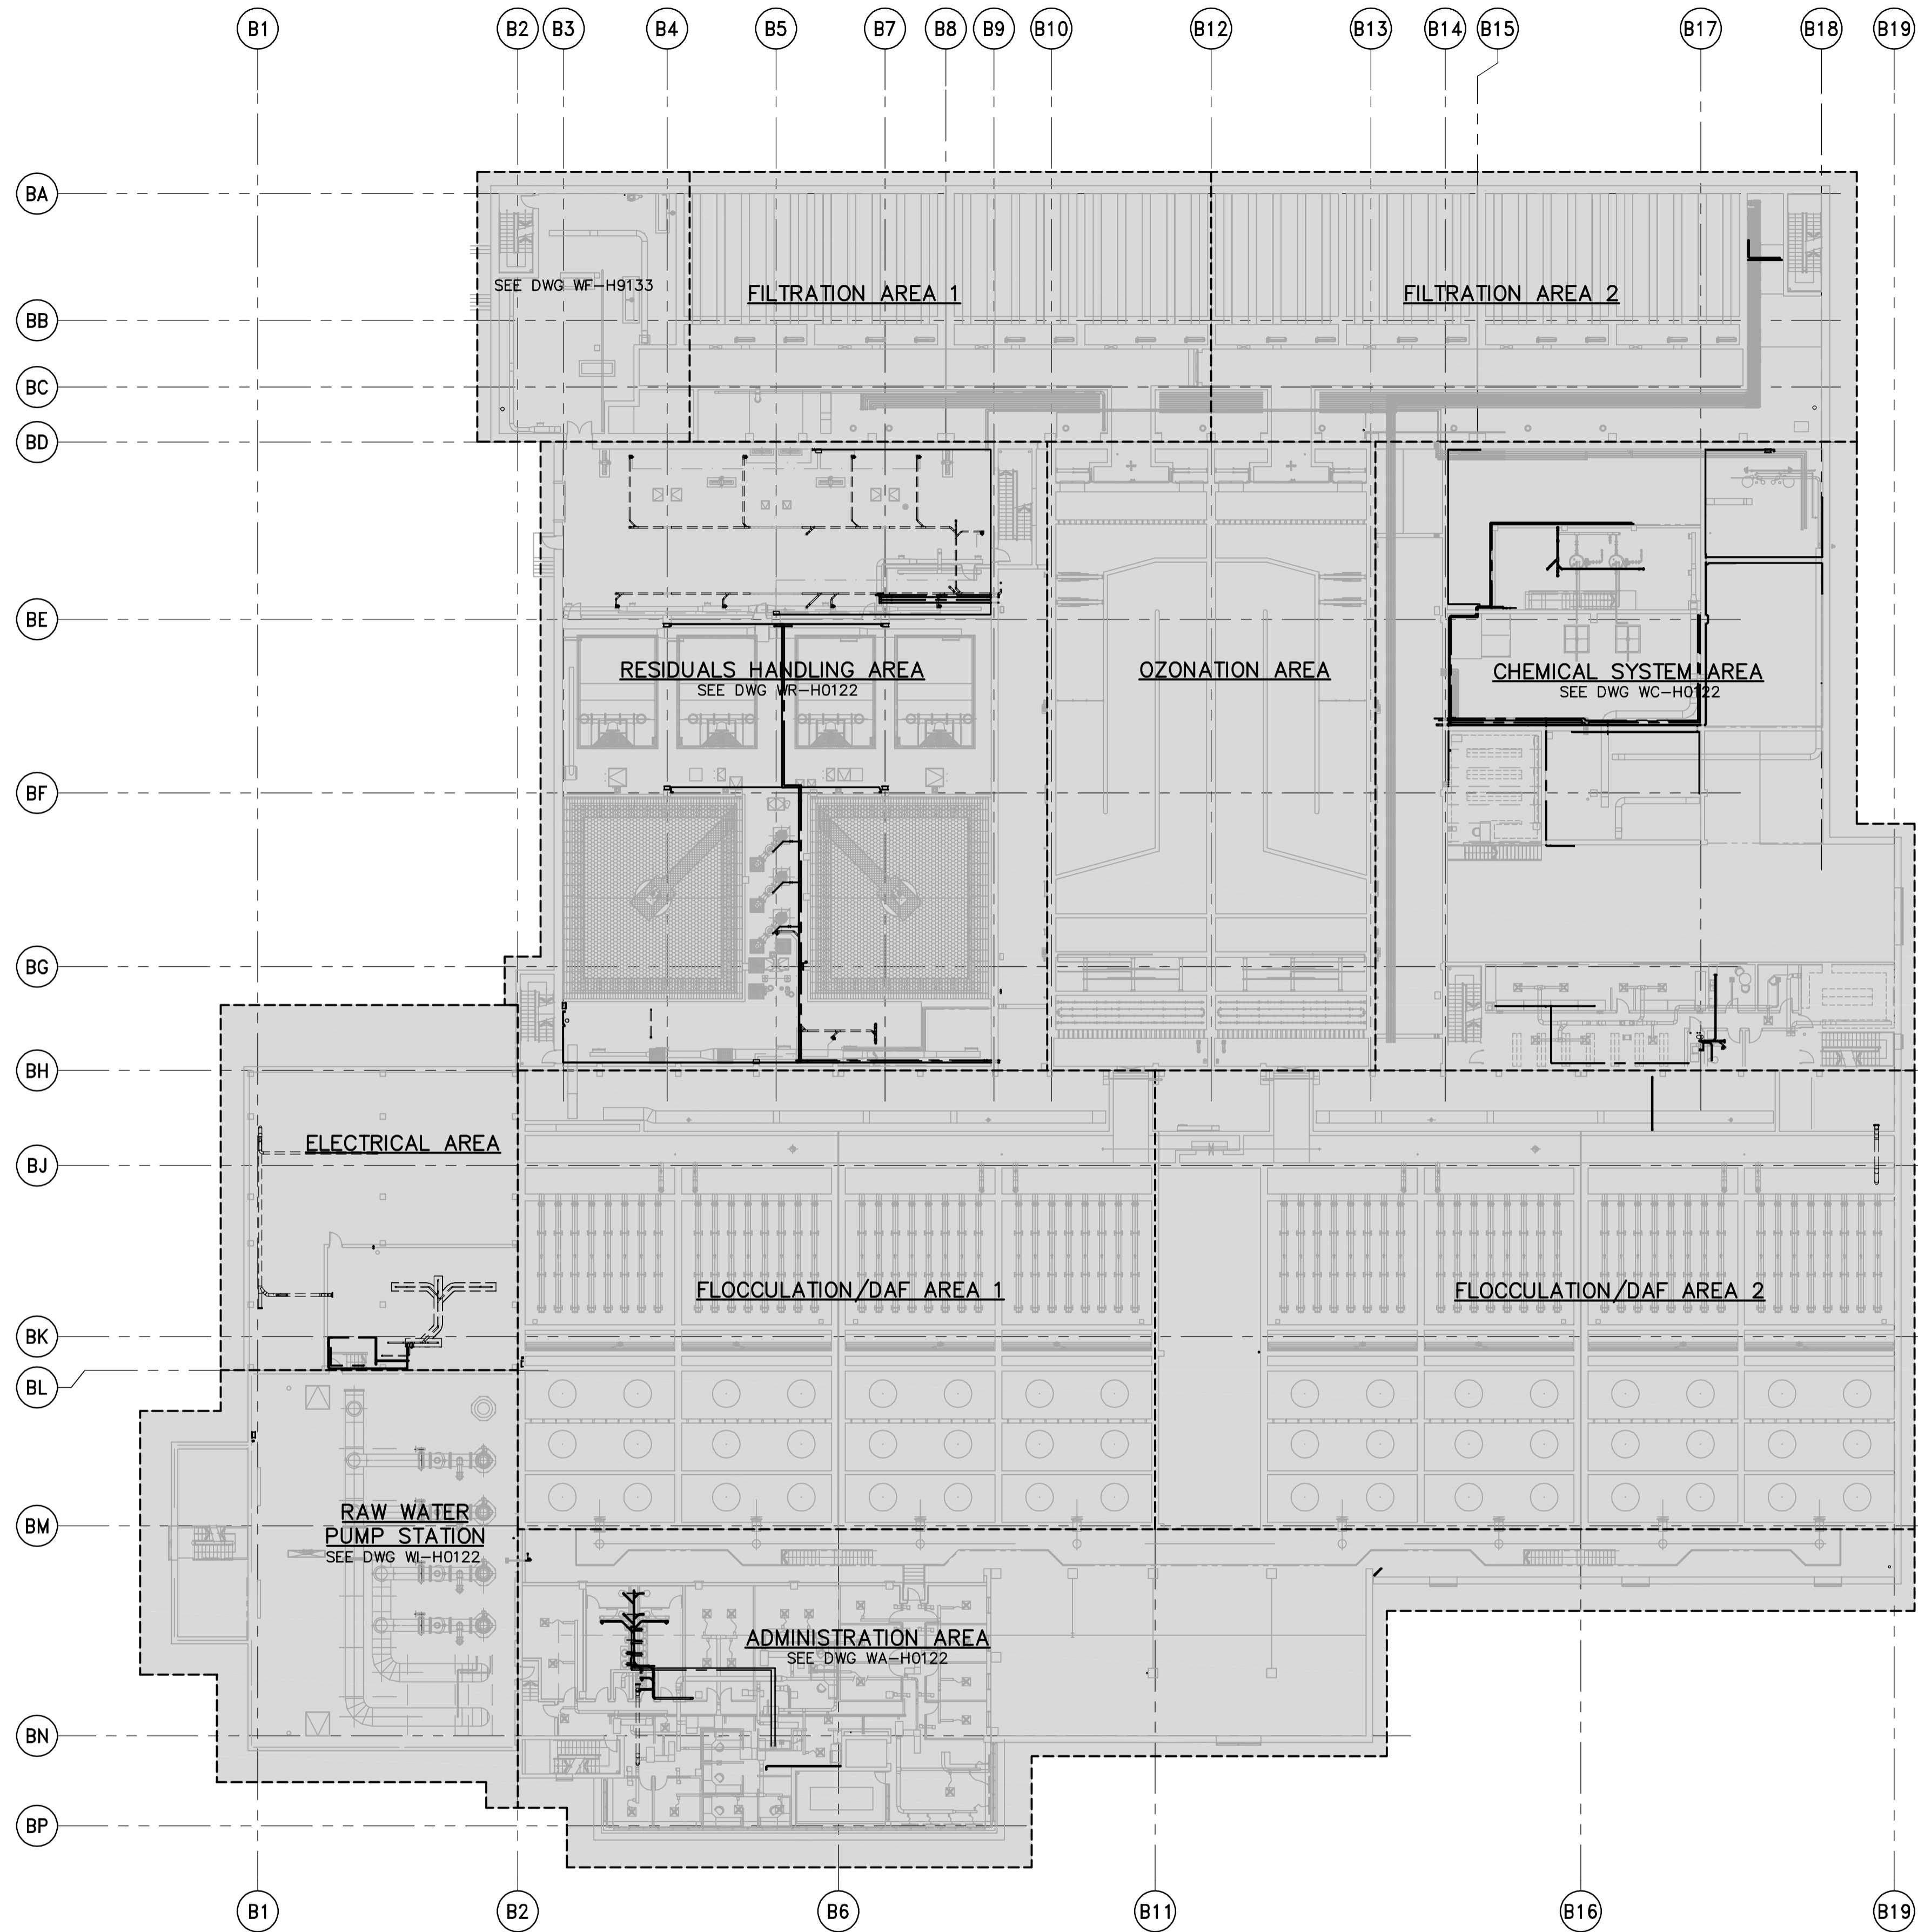 B1
B2
B3
B4
B5
B7
B8
B9
B10
B12
B13
B14
B15
B17
B18
B19
BA
SEE DWG WF-H9133
FILTRATION AREA 1
FILTRATION AREA 2
BB
BC
BD
BE
RESIDUALS HANDLING AREA
SEE DWG WR-H0122
OZONATION AREA
CHEMICAL SYSTEM AREA
SEE DWG WC-H0122
BF
BG
BH
ELECTRICAL AREA
BJ
FLOCCULATION/DAF AREA 1
FLOCCULATION/DAF AREA 2
BK
BL
RAW WATER
PUMP STATION
SEE DWG WI-H0122
BM
ADMINISTRATION AREA
SEE DWG WA-H0122
BN
BP
B1
B2
B6
B11
B16
B19